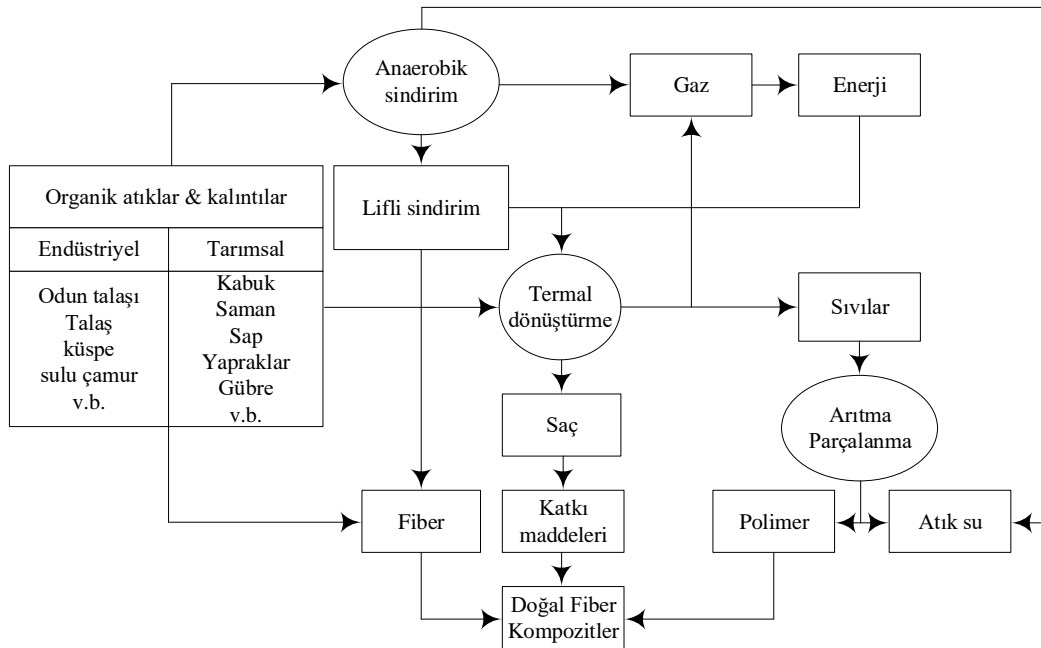 Anaerobik
sindirim
Gaz
Enerji
Organik atıklar & kalıntılar
Endüstriyel
Tarımsal
Odun talaşı
Talaş
küspe
sulu çamur
v.b.
Kabuk
Saman
Sap
Yapraklar
Gübre
v.b.
Lifli sindirim
Termal
dönüştürme
Sıvılar
Saç
Arıtma
Parçalanma
Fiber
Katkı
maddeleri
Polimer
Atık su
Doğal Fiber
Kompozitler